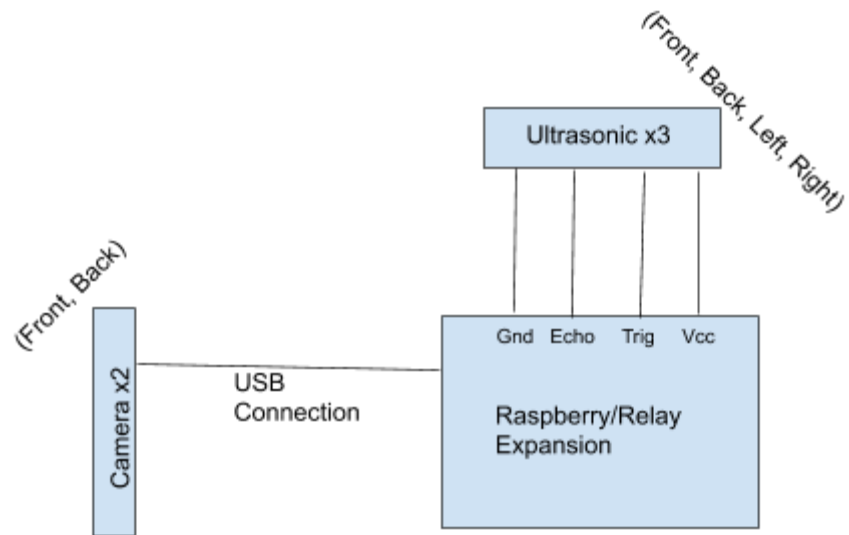 (Front, Back, Left, Right)
Ultrasonic x3
(Front, Back)
Camera x2
USB
Connection
Gnd Echo Trig Vcc
Raspberry/Relay
Expansion